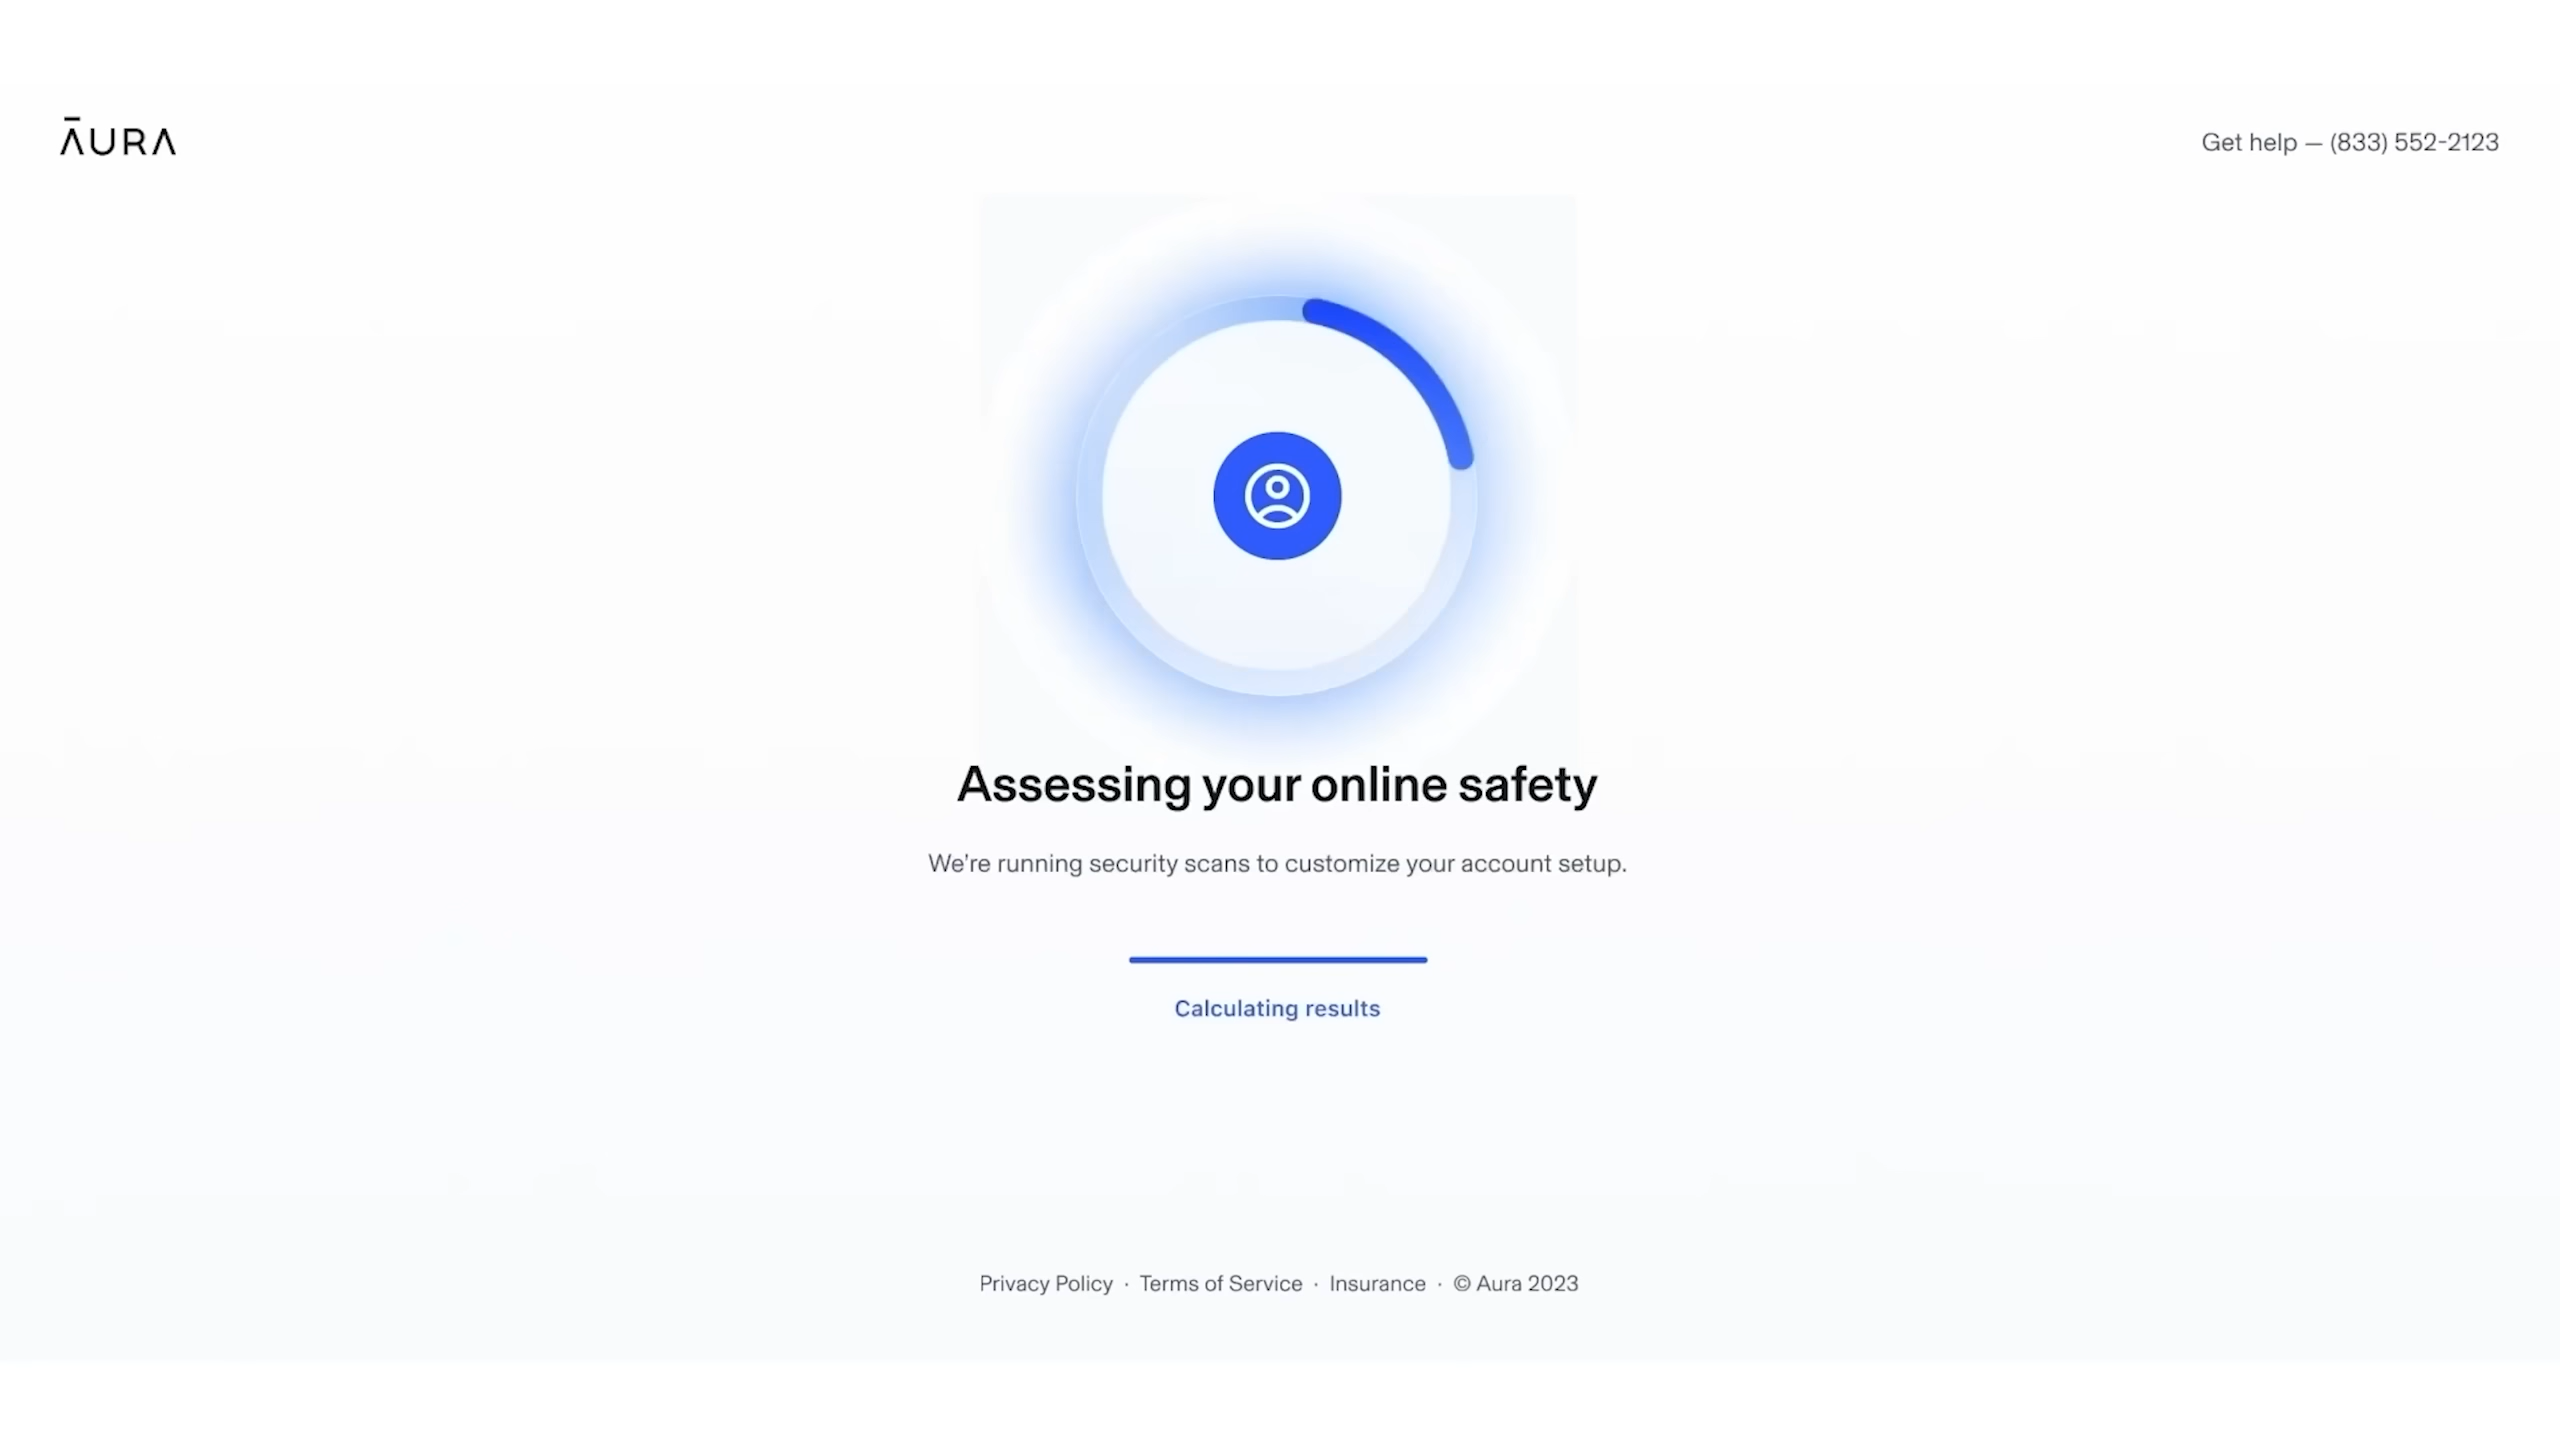 ĀURA
Get help — (833) 552-2123
Assessing your online safety
We're running security scans to customize your account setup.
Calculating results
Privacy Policy · Terms of Service · Insurance · © Aura 2023